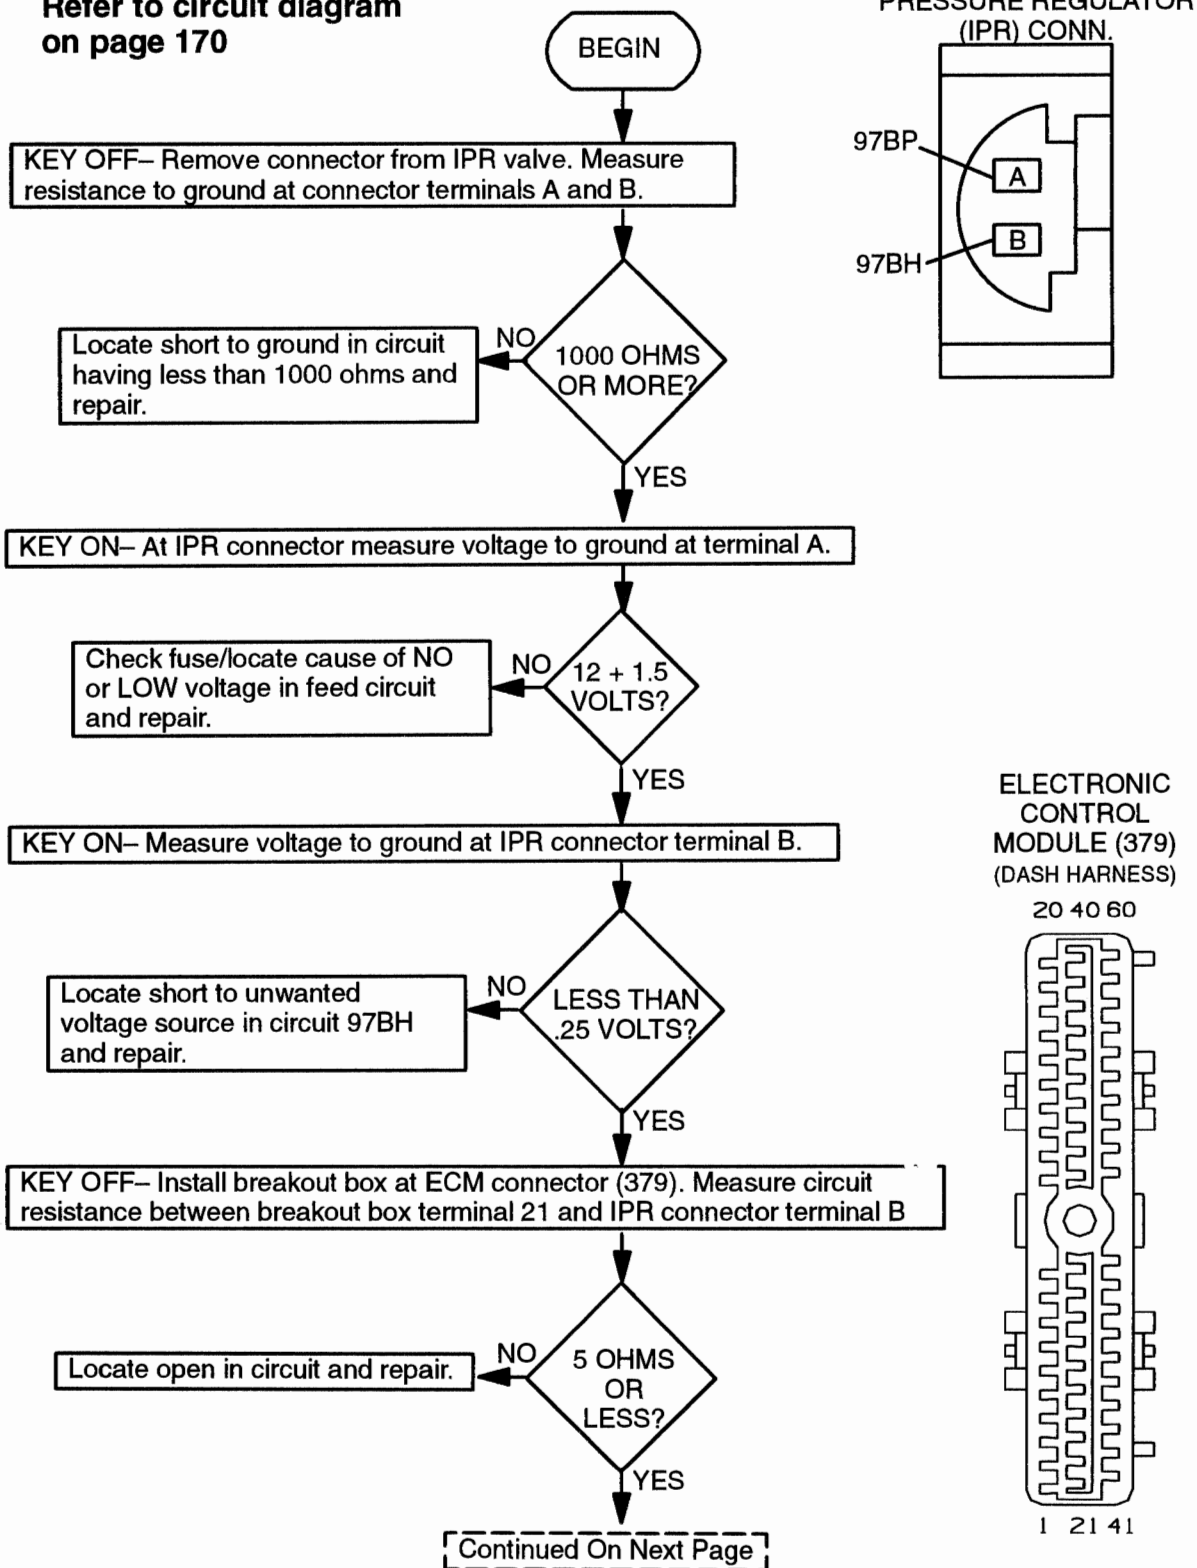 Refer to circuit diagram
on page 170
PRESSURE REGULATOR
(IPR) CONN.
BEGIN
97BP
A
B
97BH
KEY OFF– Remove connector from IPR valve. Measure
resistance to ground at connector terminals A and B.
1000 OHMS
OR MORE?
NO
Locate short to ground in circuit
having less than 1000 ohms and
repair.
YES
KEY ON– At IPR connector measure voltage to ground at terminal A.
12 + 1.5
VOLTS?
NO
Check fuse/locate cause of NO
or LOW voltage in feed circuit
and repair.
YES
KEY ON– Measure voltage to ground at IPR connector terminal B.
LESS THAN
.25 VOLTS?
NO
Locate short to unwanted
voltage source in circuit 97BH
and repair.
YES
KEY OFF– Install breakout box at ECM connector (379). Measure circuit
resistance between breakout box terminal 21 and IPR connector terminal B
5 OHMS
OR
LESS?
NO
Locate open in circuit and repair.
YES
Continued On Next Page
ELECTRONIC
CONTROL
MODULE (379)
(DASH HARNESS)
20 40 60
1 21 41